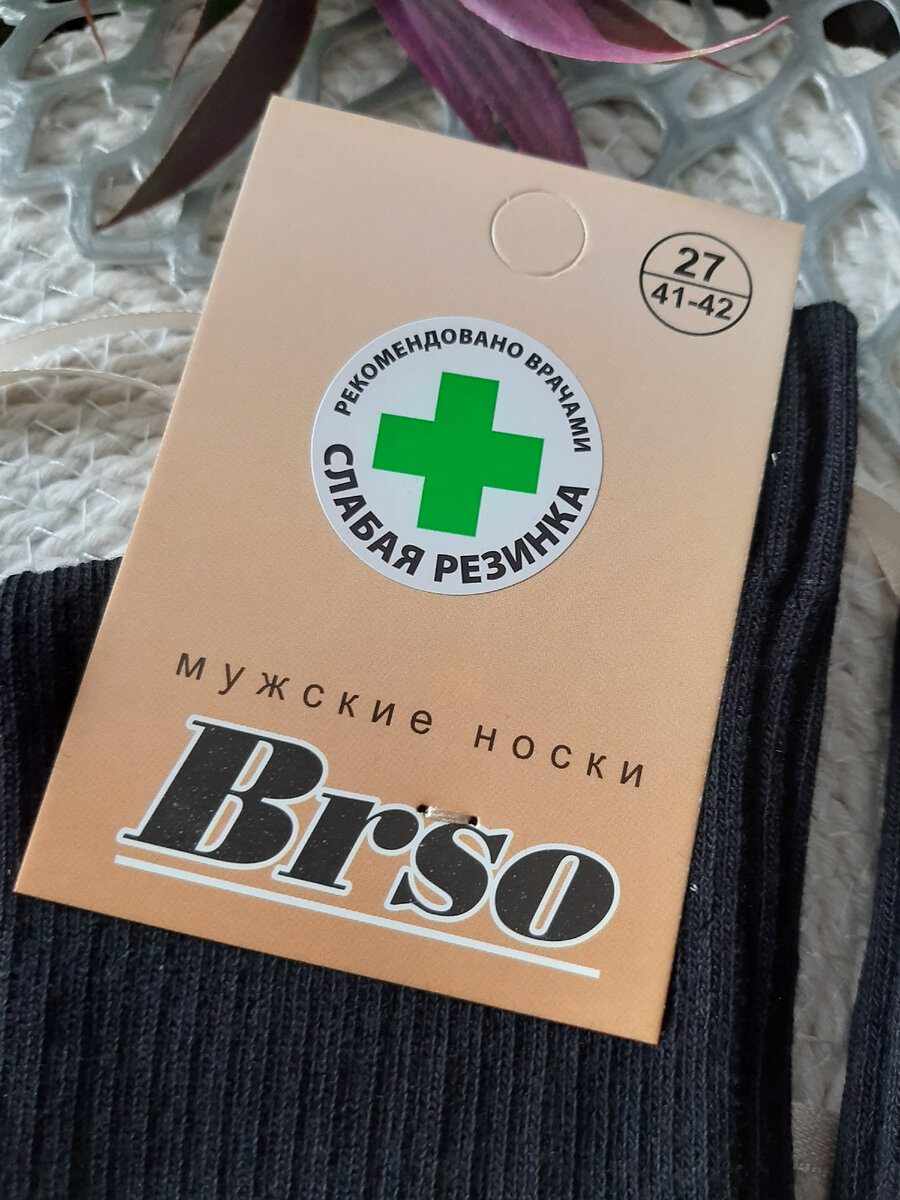 27
41-42
РЕКОМЕНДОВАНО ВРАЧАМИ
СЛАБАЯ РЕЗИНКА
мужские носки
Brso